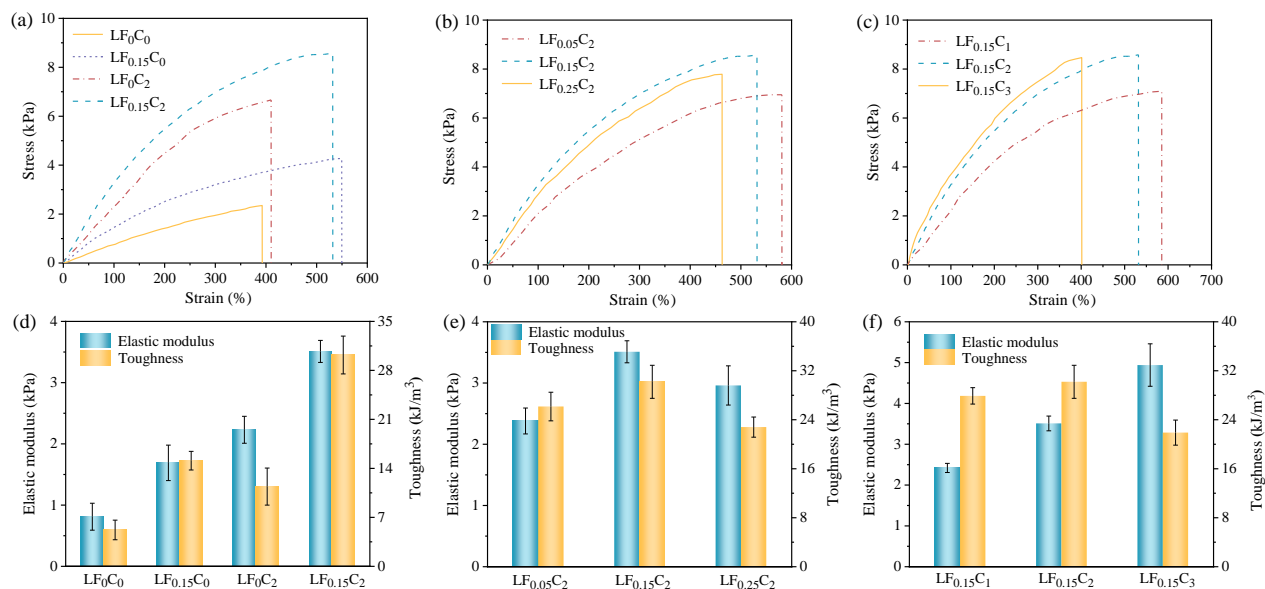 (a)
10
8
6
4
2
0
Stress (kPa)
LF₀C₀
LF₀.₁₅C₀
LF₀C₂
LF₀.₁₅C₂
0 100 200 300 400 500 600
Strain (%)
(b)
10
8
6
4
2
0
Stress (kPa)
LF₀.₀₅C₂
LF₀.₁₅C₂
LF₀.₂₅C₂
0 100 200 300 400 500 600
Strain (%)
(c)
10
8
6
4
2
0
Stress (kPa)
LF₀.₁₅C₁
LF₀.₁₅C₂
LF₀.₁₅C₃
0 100 200 300 400 500 600 700
Strain (%)
(d)
4
3
2
1
0
Elastic modulus (kPa)
Elastic modulus
Toughness
35
28
21
14
7
0
Toughness (kJ/m³)
LF₀C₀ LF₀.₁₅C₀ LF₀C₂ LF₀.₁₅C₂
(e)
4
3
2
1
0
Elastic modulus (kPa)
Elastic modulus
Toughness
40
32
24
16
8
0
Toughness (kJ/m³)
LF₀.₀₅C₂ LF₀.₁₅C₂ LF₀.₂₅C₂
(f)
6
5
4
3
2
1
0
Elastic modulus (kPa)
Elastic modulus
Toughness
40
30
20
10
0
Toughness (kJ/m³)
LF₀.₁₅C₁ LF₀.₁₅C₂ LF₀.₁₅C₃